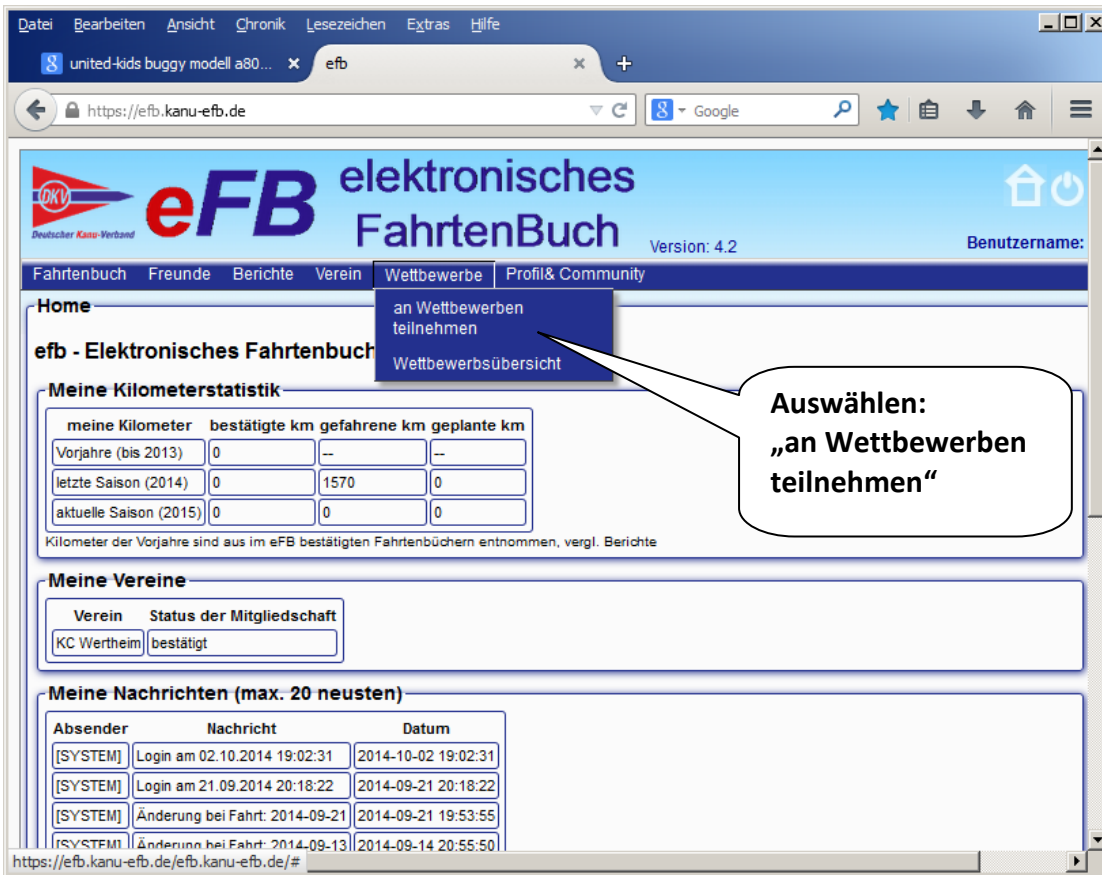 Datei Bearbeiten Ansicht Chronik Lesezeichen Extras Hilfe
united-kids buggy modell a80... efb
https://efb.kanu-efb.de Google
DKV
Deutscher Kanu-Verband
eFB
elektronisches
FahrtenBuch
Version: 4.2
Benutzername:
Fahrtenbuch Freunde Berichte Verein Wettbewerbe Profil& Community
an Wettbewerben
teilnehmen
Wettbewerbsübersicht
Home
efb - Elektronisches Fahrtenbuch
Auswählen:
„an Wettbewerben
teilnehmen“
Meine Kilometerstatistik
meine Kilometer bestätigte km gefahrene km geplante km
Vorjahre (bis 2013) 0 -- --
letzte Saison (2014) 0 1570 0
aktuelle Saison (2015) 0 0 0
Kilometer der Vorjahre sind aus im eFB bestätigten Fahrtenbüchern entnommen, vergl. Berichte
Meine Vereine
Verein Status der Mitgliedschaft
KC Wertheim bestätigt
Meine Nachrichten (max. 20 neusten)
Absender Nachricht Datum
[SYSTEM] Login am 02.10.2014 19:02:31 2014-10-02 19:02:31
[SYSTEM] Login am 21.09.2014 20:18:22 2014-09-21 20:18:22
[SYSTEM] Änderung bei Fahrt: 2014-09-21 2014-09-21 19:53:55
[SYSTEM] Änderung bei Fahrt: 2014-09-13 2014-09-14 20:55:50
https://efb.kanu-efb.de/efb.kanu-efb.de/#